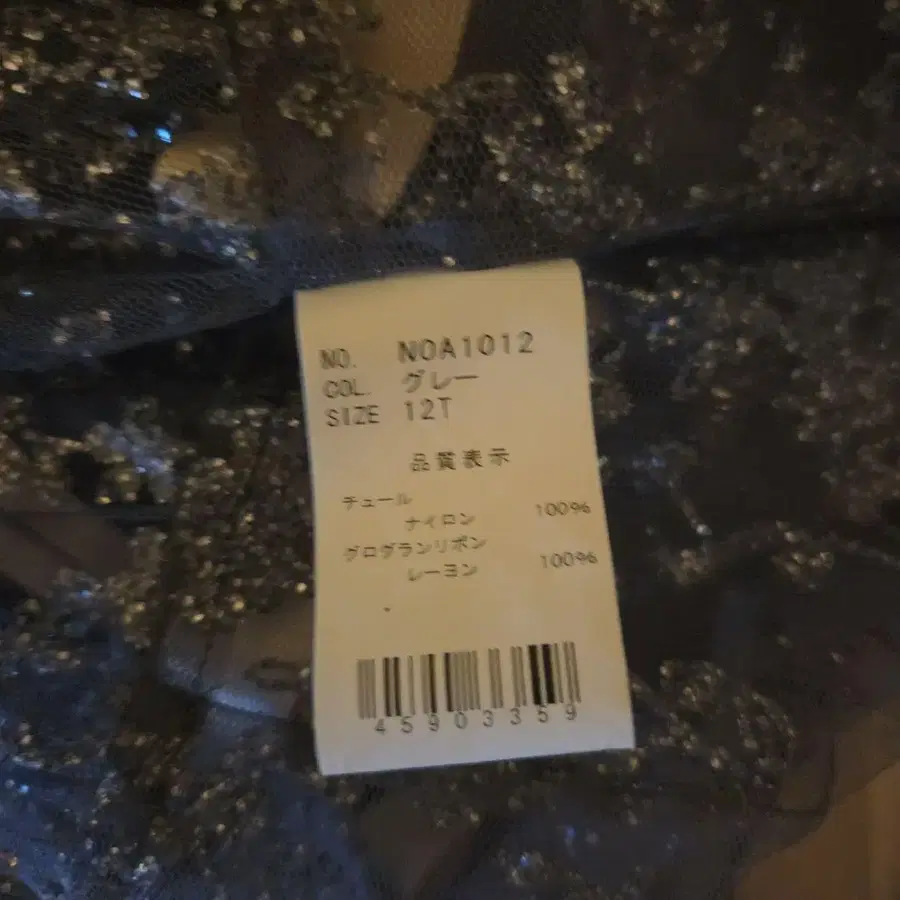 NO. NOA1012
COL. グレー
SIZE 12T
品質表示
チュール
ナイロン 100%
グログランリボン
レーヨン 100%
45903359